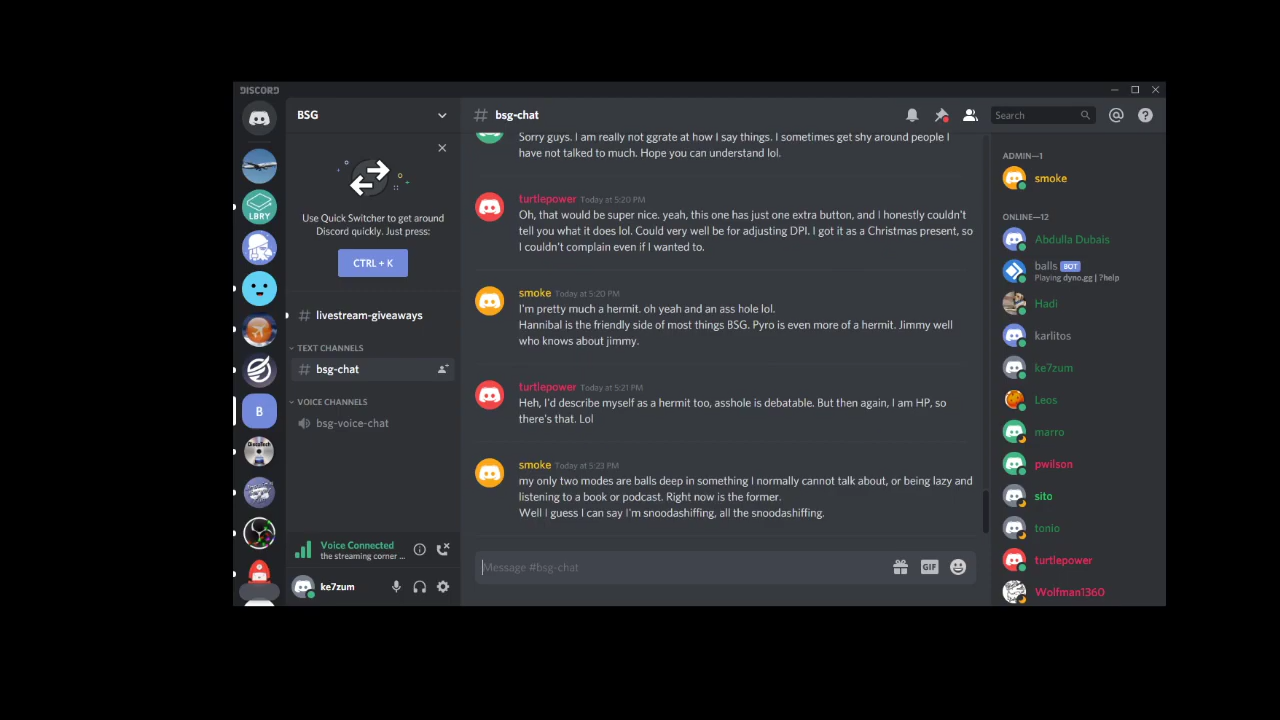 DISCORD
BSG
# bsg-chat
Search
Use Quick Switcher to get around
Discord quickly. Just press:
CTRL + K
# livestream-giveaways
TEXT CHANNELS
# bsg-chat
VOICE CHANNELS
bsg-voice-chat
Voice Connected
the streaming corner ...
ke7zum
LBRY
B
Sorry guys. I am really not ggrate at how I say things. I sometimes get shy around people I
have not talked to much. Hope you can understand lol.
turtlepower Today at 5:20 PM
Oh, that would be super nice. yeah, this one has just one extra button, and I honestly couldn't
tell you what it does lol. Could very well be for adjusting DPI. I got it as a Christmas present, so
I couldn't complain even if I wanted to.
smoke Today at 5:20 PM
I'm pretty much a hermit. oh yeah and an ass hole lol.
Hannibal is the friendly side of most things BSG. Pyro is even more of a hermit. Jimmy well
who knows about jimmy.
turtlepower Today at 5:21 PM
Heh, I'd describe myself as a hermit too, asshole is debatable. But then again, I am HP, so
there's that. Lol
smoke Today at 5:23 PM
my only two modes are balls deep in something I normally cannot talk about, or being lazy and
listening to a book or podcast. Right now is the former.
Well I guess I can say I'm snoodashiffing, all the snoodashiffing.
Message #bsg-chat
GIF
ADMIN—1
smoke
ONLINE—12
Abdulla Dubais
balls BOT
Playing dyno.gg | ?help
Hadi
karlitos
ke7zum
Leos
marro
pwilson
sito
tonio
turtlepower
Wolfman1360